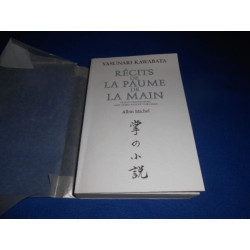 YASUNARI KAWABATA
RÉCITS
DE
LA PAUME
DE
LA MAIN
Albin Michel
掌の小説